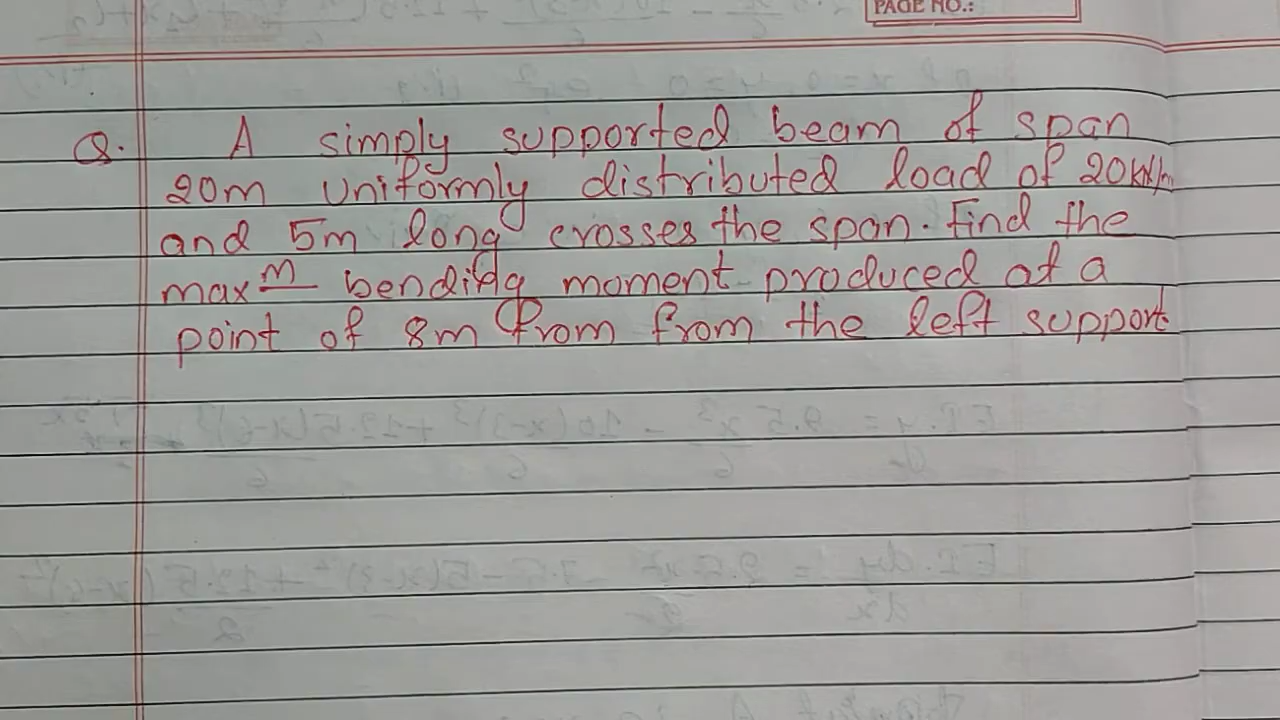 PAGE NO.:
Q. A simply supported beam of span
20m uniformly distributed load of 20kN/m
and 5m long crosses the span. Find the
max m bending moment produced at a
point of 8m from from the left support.